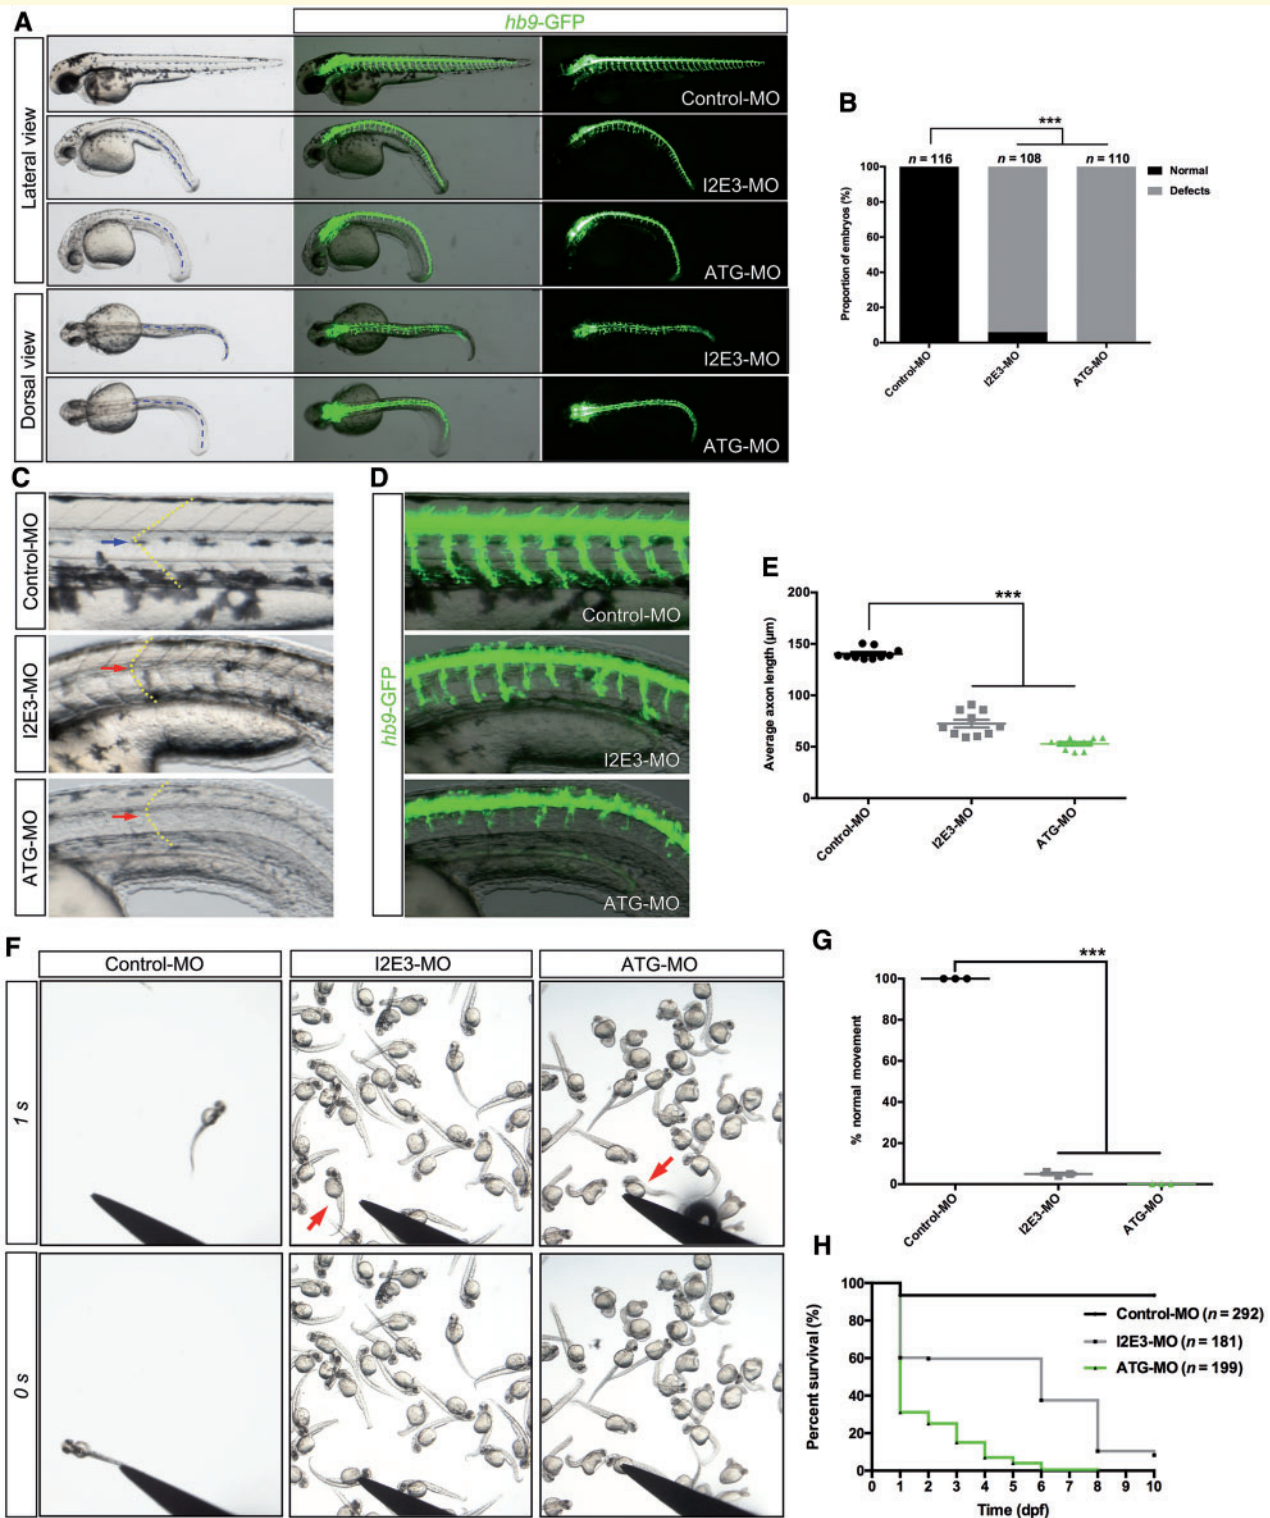 A
hb9-GFP
Lateral view
Control-MO
I2E3-MO
ATG-MO
Dorsal view
I2E3-MO
ATG-MO
B
***
n = 116
n = 108
n = 110
Normal
Defects
Proportion of embryos (%)
100
80
60
40
20
0
Control-MO
I2E3-MO
ATG-MO
C
Control-MO
I2E3-MO
ATG-MO
D
hb9-GFP
Control-MO
I2E3-MO
ATG-MO
E
***
Average axon length (µm)
200
150
100
50
0
Control-MO
I2E3-MO
ATG-MO
F
Control-MO
I2E3-MO
ATG-MO
1 s
0 s
G
***
% normal movement
100
80
60
40
20
0
Control-MO
I2E3-MO
ATG-MO
H
Percent survival (%)
100
80
60
40
20
0
Control-MO (n = 292)
I2E3-MO (n = 181)
ATG-MO (n = 199)
0 1 2 3 4 5 6 7 8 9 10
Time (dpf)